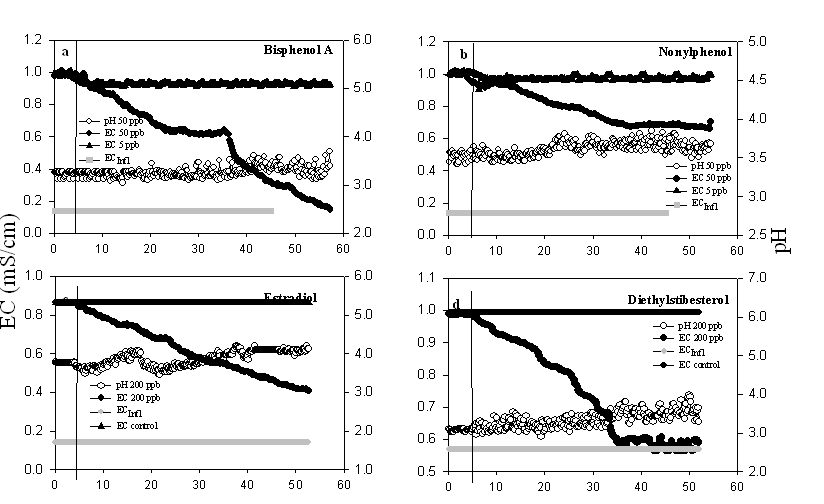 1.2
1.0
0.8
0.6
0.4
0.2
0.0
a
Bisphenol A
pH 50 ppb
EC 50 ppb
EC 5 ppb
EC Infl
6.0
5.0
4.0
3.0
2.0
0 10 20 30 40 50 60
1.2
1.0
0.8
0.6
0.4
0.2
0.0
b
Nonylphenol
pH 50 ppb
EC 50 ppb
EC 5 ppb
EC Infl
5.0
4.5
4.0
3.5
3.0
2.5
0 10 20 30 40 50 60
EC (mS/cm)
pH
1.0
0.8
0.6
0.4
0.2
0.0
Estradiol
pH 200 ppb
EC 200 ppb
EC Infl
EC control
6.0
5.0
4.0
3.0
2.0
1.0
0 10 20 30 40 50 60
1.1
1.0
0.9
0.8
0.7
0.6
0.5
d
Diethylstibesterol
pH 200 ppb
EC 200 ppb
EC Infl
EC control
7.0
6.0
5.0
4.0
3.0
2.0
0 10 20 30 40 50 60